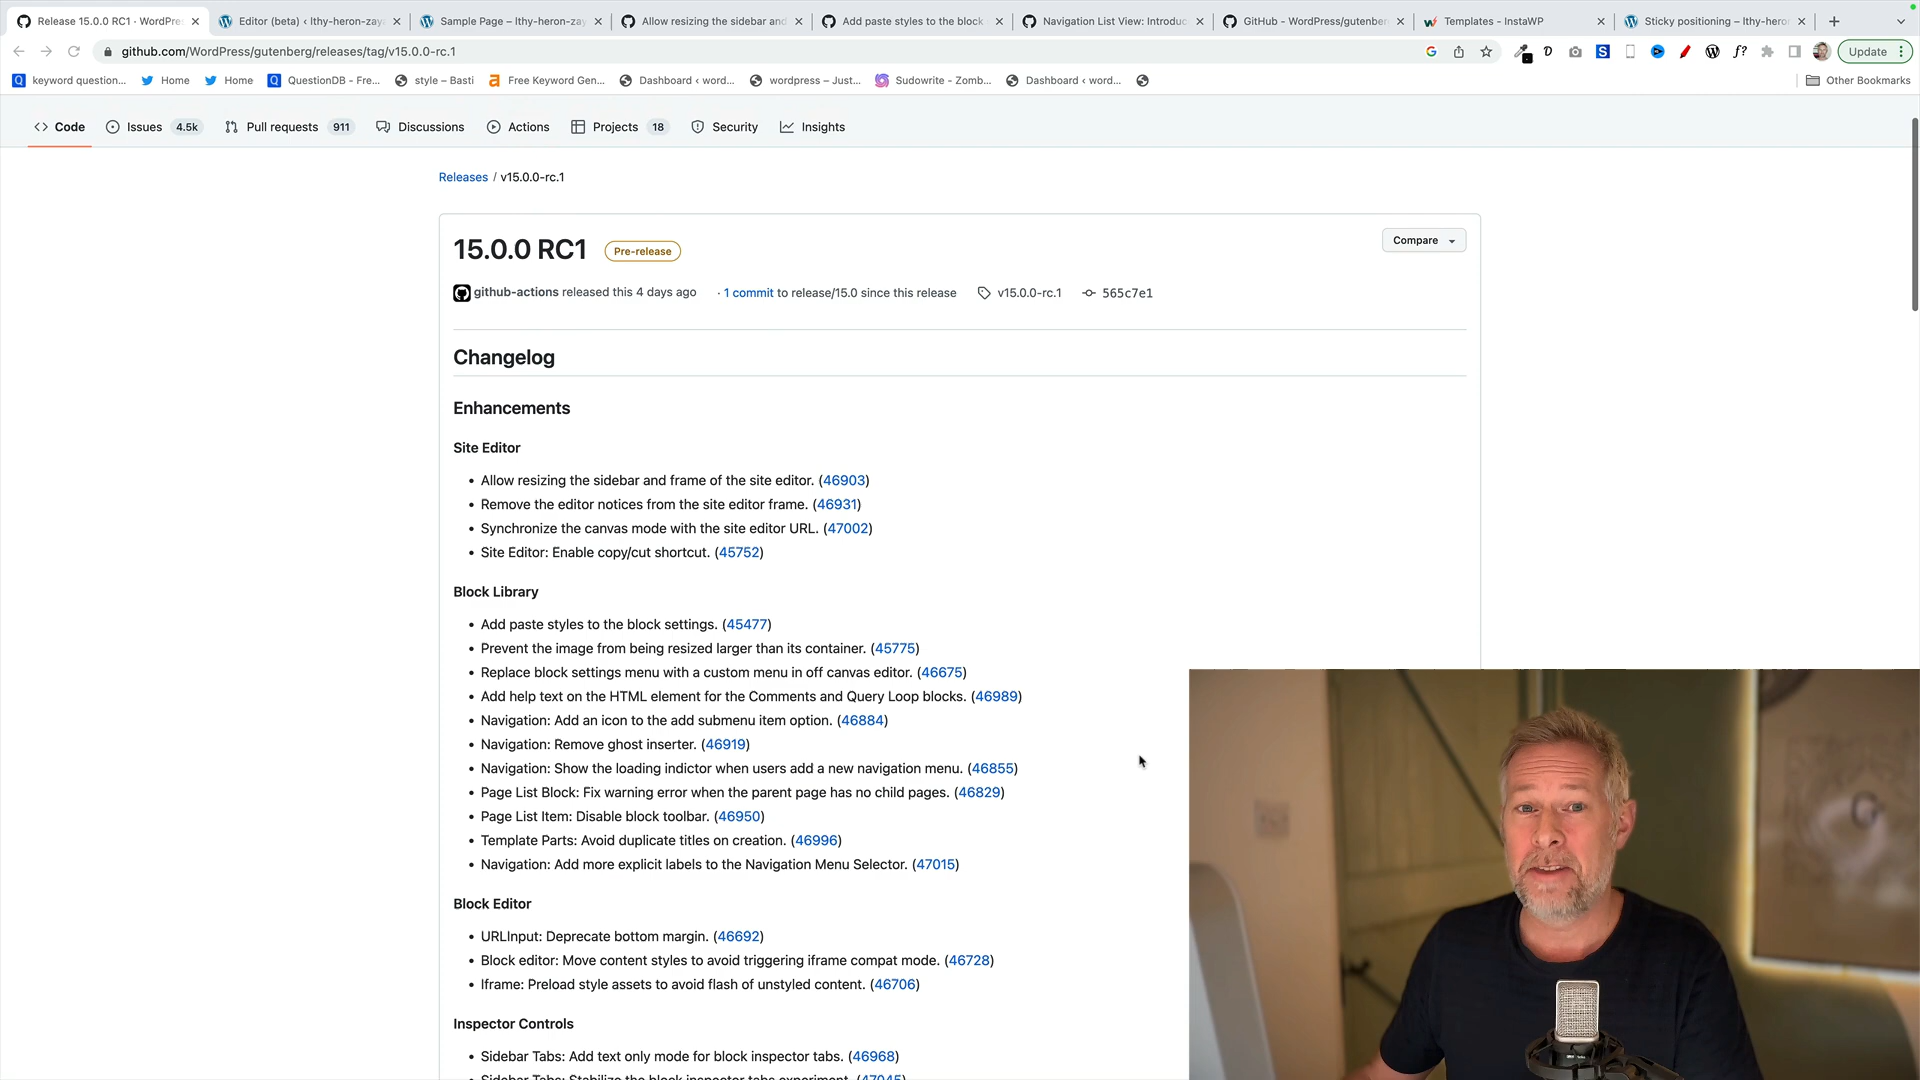 Release 15.0.0 RC1 · WordPre
Editor (beta) ‹ lthy-heron-zaya
Sample Page – lthy-heron-zay
Allow resizing the sidebar and
Add paste styles to the block
Navigation List View: Introduc
GitHub - WordPress/gutenber
Templates - InstaWP
Sticky positioning – lthy-hero
github.com/WordPress/gutenberg/releases/tag/v15.0.0-rc.1
Update
keyword question...
Home
Home
QuestionDB - Fre...
style – Basti
Free Keyword Gen...
Dashboard ‹ word...
wordpress – Just...
Sudowrite - Zomb...
Dashboard ‹ word...
Other Bookmarks
Code
Issues 4.5k
Pull requests 911
Discussions
Actions
Projects 18
Security
Insights
Releases / v15.0.0-rc.1
15.0.0 RC1 Pre-release
Compare
github-actions released this 4 days ago · 1 commit to release/15.0 since this release v15.0.0-rc.1 565c7e1
Changelog
Enhancements
Site Editor
• Allow resizing the sidebar and frame of the site editor. (46903)
• Remove the editor notices from the site editor frame. (46931)
• Synchronize the canvas mode with the site editor URL. (47002)
• Site Editor: Enable copy/cut shortcut. (45752)
Block Library
• Add paste styles to the block settings. (45477)
• Prevent the image from being resized larger than its container. (45775)
• Replace block settings menu with a custom menu in off canvas editor. (46675)
• Add help text on the HTML element for the Comments and Query Loop blocks. (46989)
• Navigation: Add an icon to the add submenu item option. (46884)
• Navigation: Remove ghost inserter. (46919)
• Navigation: Show the loading indictor when users add a new navigation menu. (46855)
• Page List Block: Fix warning error when the parent page has no child pages. (46829)
• Page List Item: Disable block toolbar. (46950)
• Template Parts: Avoid duplicate titles on creation. (46996)
• Navigation: Add more explicit labels to the Navigation Menu Selector. (47015)
Block Editor
• URLInput: Deprecate bottom margin. (46692)
• Block editor: Move content styles to avoid triggering iframe compat mode. (46728)
• Iframe: Preload style assets to avoid flash of unstyled content. (46706)
Inspector Controls
• Sidebar Tabs: Add text only mode for block inspector tabs. (46968)
• Sidebar Tabs: Stabilize the block inspector tabs experiment. (47045)